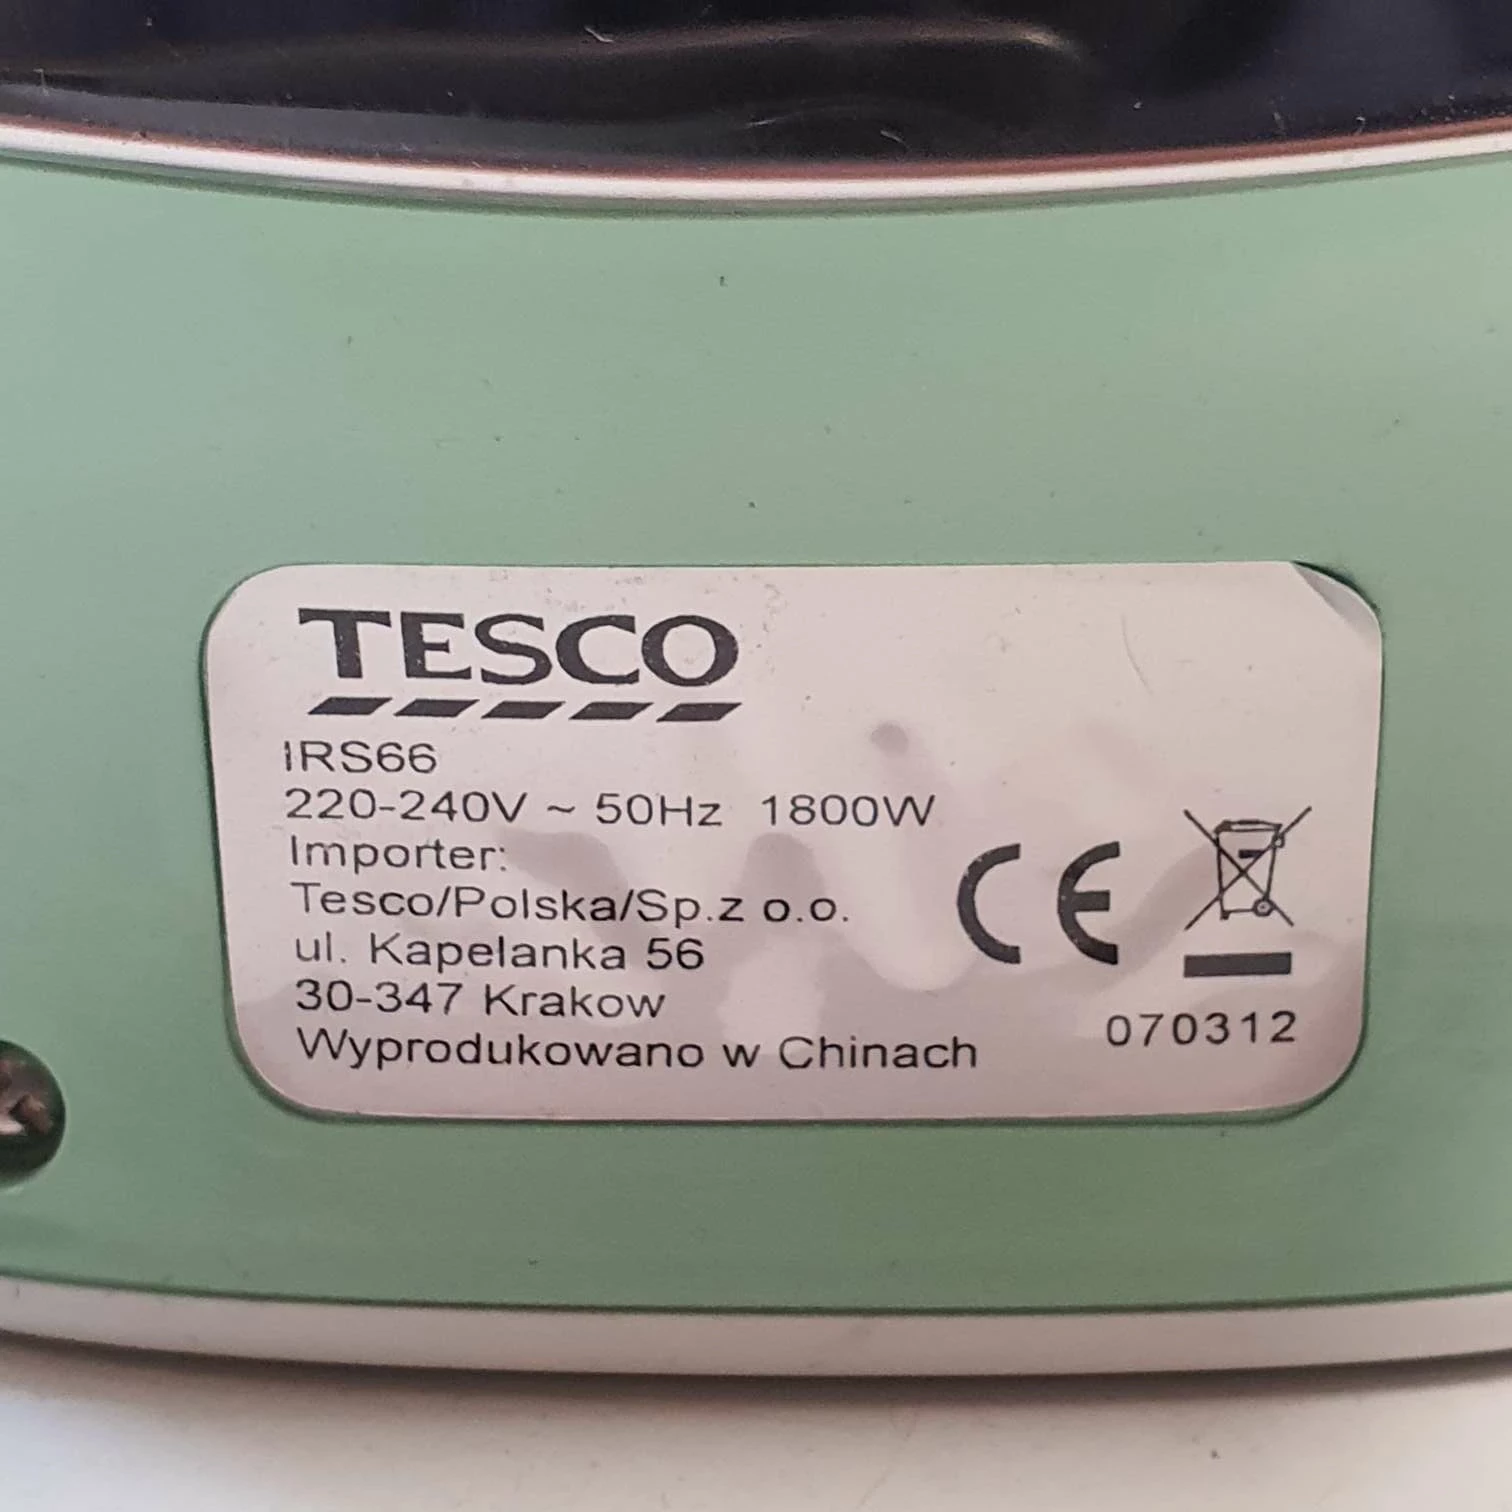 TESCO
IRS66
220-240V ~ 50Hz 1800W
Importer:
Tesco/Polska/Sp.z o.o.
ul. Kapelanka 56
30-347 Krakow
Wyprodukowano w Chinach
CE
070312